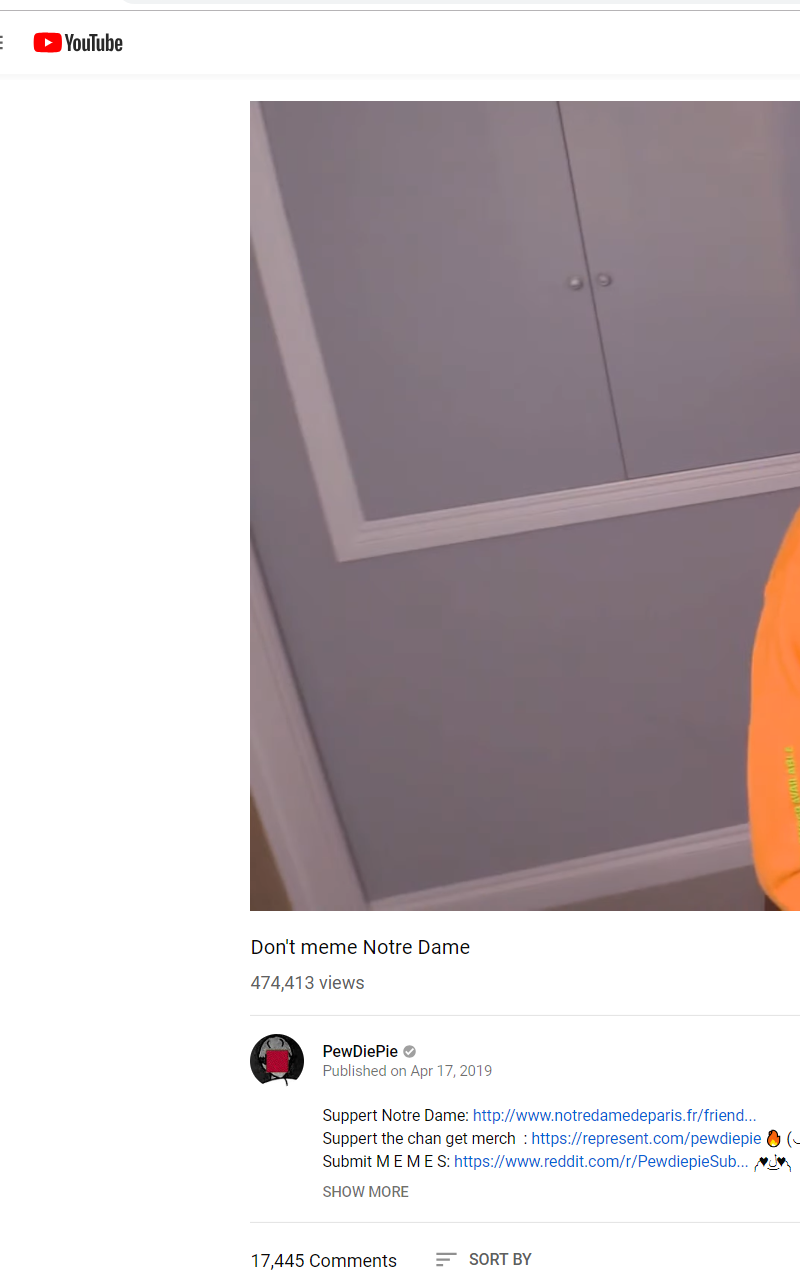 YouTube
AVAILABLE
Don't meme Notre Dame
474,413 views
PewDiePie
Published on Apr 17, 2019
Suppert Notre Dame: http://www.notredamedeparis.fr/friend...
Suppert the chan get merch : https://represent.com/pewdiepie 🔥 (
Submit M E M E S: https://www.reddit.com/r/PewdiepieSub...
SHOW MORE
17,445 Comments
SORT BY